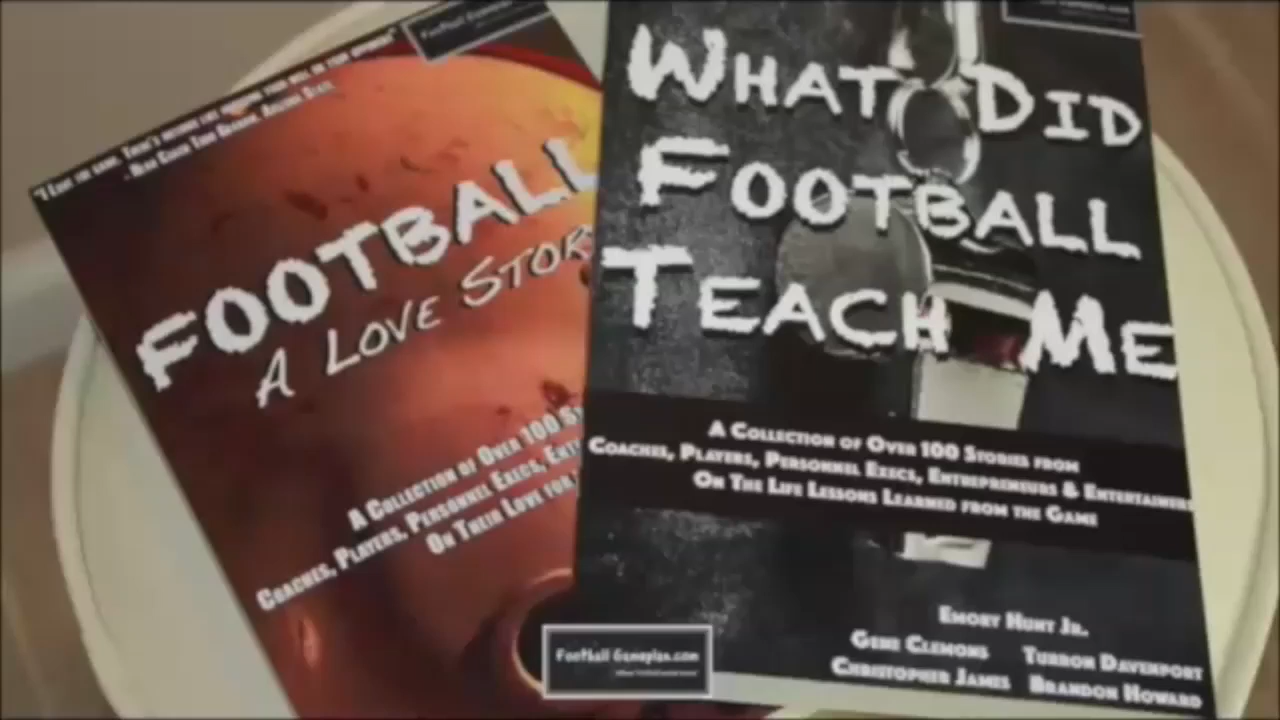 FOOTBALL
A LOVE STOR
A COLLECTION OF OVER 100 S
COACHES, PLAYERS, PERSONNEL EXECS, ENT
ON THEIR LOVE FOR
WHAT DID
FOOTBALL
TEACH ME
A COLLECTION OF OVER 100 STORIES FROM
COACHES, PLAYERS, PERSONNEL EXECS, ENTREPRENEURS & ENTERTAINERS
ON THE LIFE LESSONS LEARNED FROM THE GAME
EMORY HUNT JR.
GENE CLEMONS TURRON DAVENPORT
CHRISTOPHER JAMES BRANDON HOWARD
Football Gameplan.com